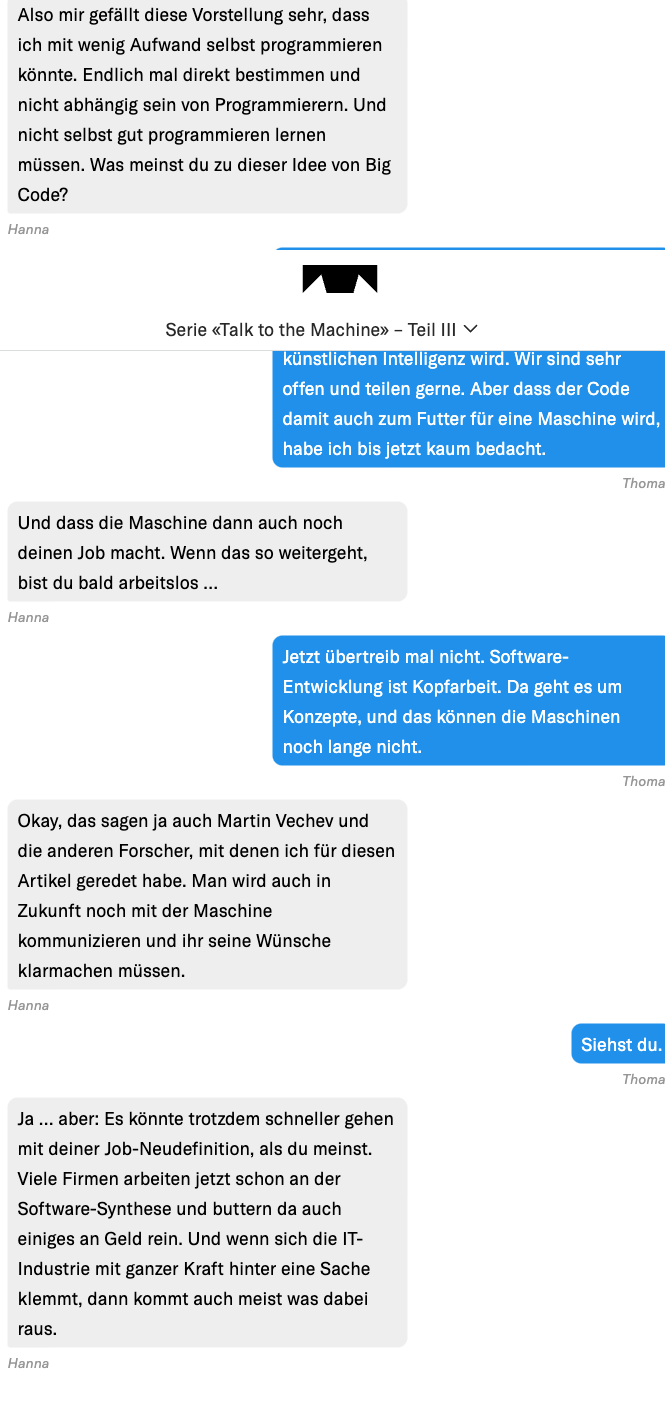 Also mir gefällt diese Vorstellung sehr, dass
ich mit wenig Aufwand selbst programmieren
könnte. Endlich mal direkt bestimmen und
nicht abhängig sein von Programmierern. Und
nicht selbst gut programmieren lernen
müssen. Was meinst du zu dieser Idee von Big
Code?
Hanna
Serie «Talk to the Machine» – Teil III
künstlichen Intelligenz wird. Wir sind sehr
offen und teilen gerne. Aber dass der Code
damit auch zum Futter für eine Maschine wird,
habe ich bis jetzt kaum bedacht.
Thoma
Und dass die Maschine dann auch noch
deinen Job macht. Wenn das so weitergeht,
bist du bald arbeitslos ...
Hanna
Jetzt übertreib mal nicht. Software-
Entwicklung ist Kopfarbeit. Da geht es um
Konzepte, und das können die Maschinen
noch lange nicht.
Thoma
Okay, das sagen ja auch Martin Vechev und
die anderen Forscher, mit denen ich für diesen
Artikel geredet habe. Man wird auch in
Zukunft noch mit der Maschine
kommunizieren und ihr seine Wünsche
klarmachen müssen.
Hanna
Siehst du.
Thoma
Ja ... aber: Es könnte trotzdem schneller gehen
mit deiner Job-Neudefinition, als du meinst.
Viele Firmen arbeiten jetzt schon an der
Software-Synthese und buttern da auch
einiges an Geld rein. Und wenn sich die IT-
Industrie mit ganzer Kraft hinter eine Sache
klemmt, dann kommt auch meist was dabei
raus.
Hanna